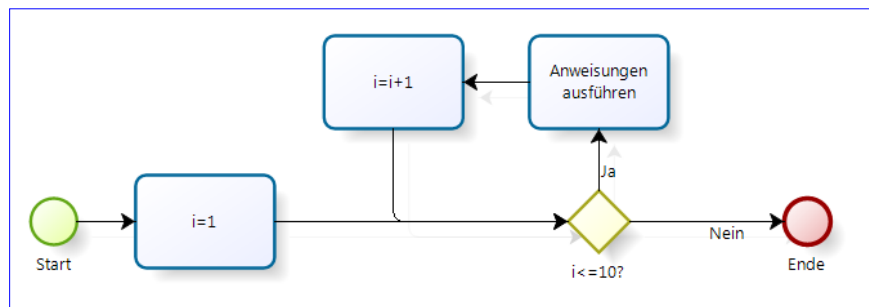 i=i+1
Anweisungen
ausführen
Ja
i=1
Nein
Start
i<=10?
Ende